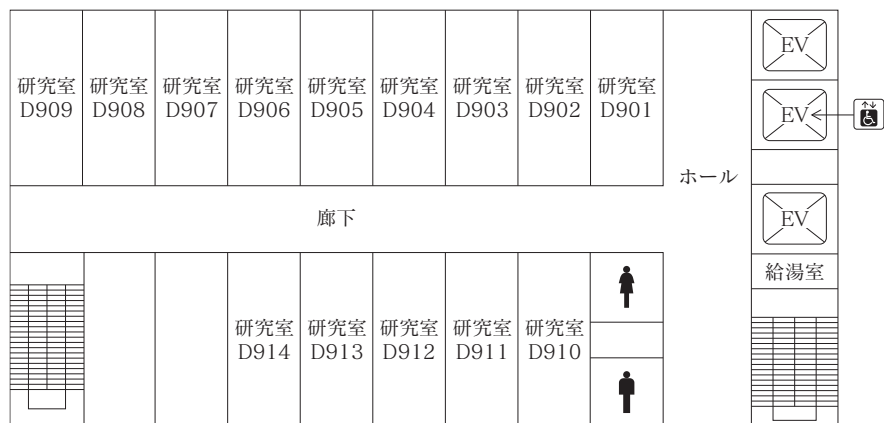 EV
研究室
D909
研究室
D908
研究室
D907
研究室
D906
研究室
D905
研究室
D904
研究室
D903
研究室
D902
研究室
D901
EV
ホール
廊下
EV
給湯室
研究室
D914
研究室
D913
研究室
D912
研究室
D911
研究室
D910